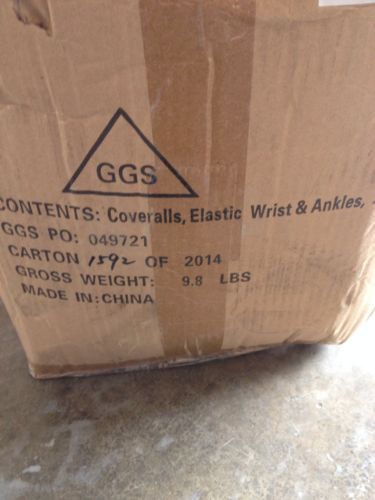 GGS
CONTENTS: Coveralls, Elastic Wrist & Ankles,
GGS PO: 049721
CARTON 1592 OF 2014
GROSS WEIGHT: 9.8 LBS
MADE IN: CHINA